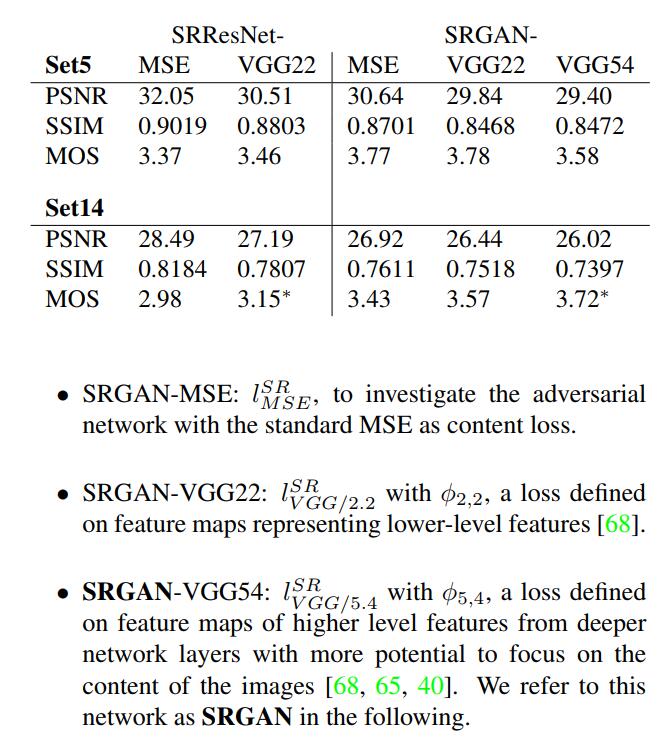 SRResNet- SRGAN-
Set5 MSE VGG22 MSE VGG22 VGG54
PSNR 32.05 30.51 30.64 29.84 29.40
SSIM 0.9019 0.8803 0.8701 0.8468 0.8472
MOS 3.37 3.46 3.77 3.78 3.58
Set14
PSNR 28.49 27.19 26.92 26.44 26.02
SSIM 0.8184 0.7807 0.7611 0.7518 0.7397
MOS 2.98 3.15* 3.43 3.57 3.72*
• SRGAN-MSE: l^{SR}_{MSE}, to investigate the adversarial
network with the standard MSE as content loss.
• SRGAN-VGG22: l^{SR}_{VGG/2.2} with ϕ_{2,2}, a loss defined
on feature maps representing lower-level features [68].
• SRGAN-VGG54: l^{SR}_{VGG/5.4} with ϕ_{5,4}, a loss defined
on feature maps of higher level features from deeper
network layers with more potential to focus on the
content of the images [68, 65, 40]. We refer to this
network as SRGAN in the following.